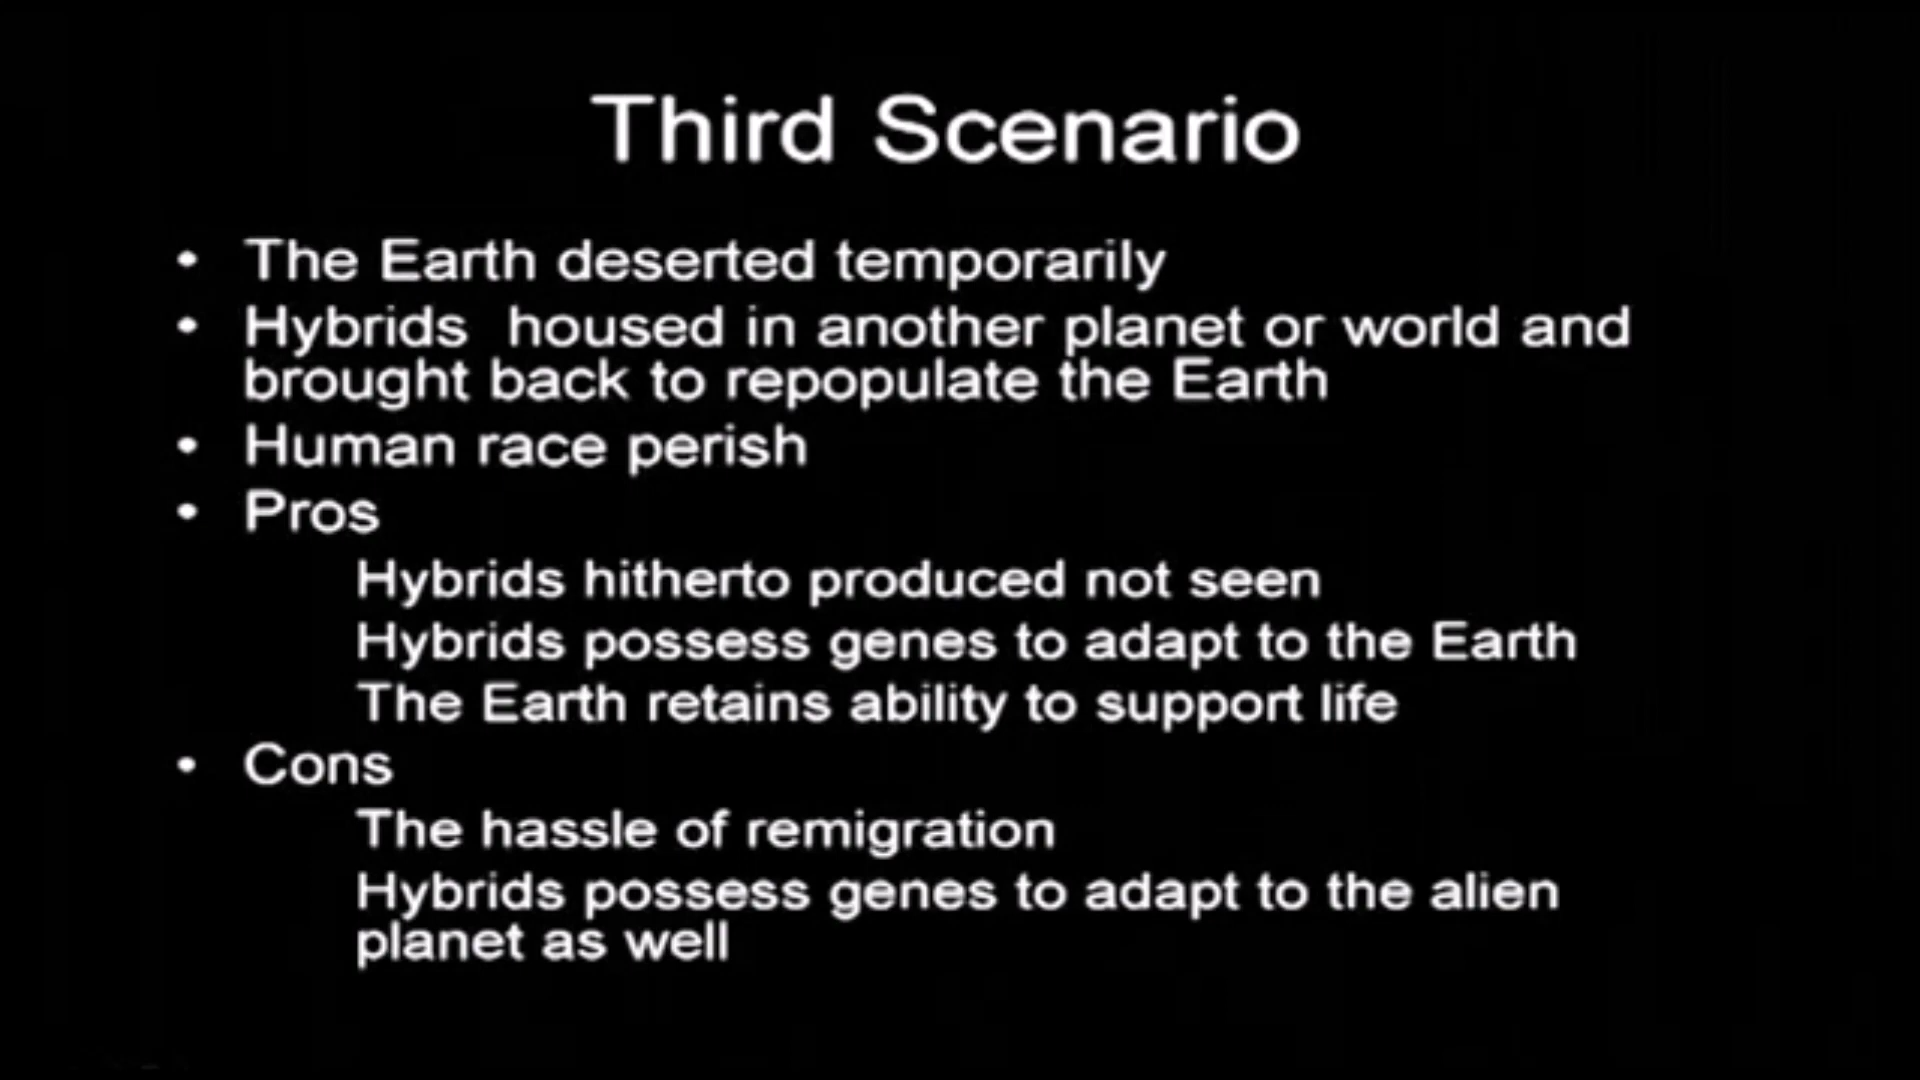 Third Scenario
• The Earth deserted temporarily
• Hybrids  housed in another planet or world and
brought back to repopulate the Earth
• Human race perish
• Pros
Hybrids hitherto produced not seen
Hybrids possess genes to adapt to the Earth
The Earth retains ability to support life
• Cons
The hassle of remigration
Hybrids possess genes to adapt to the alien
planet as well